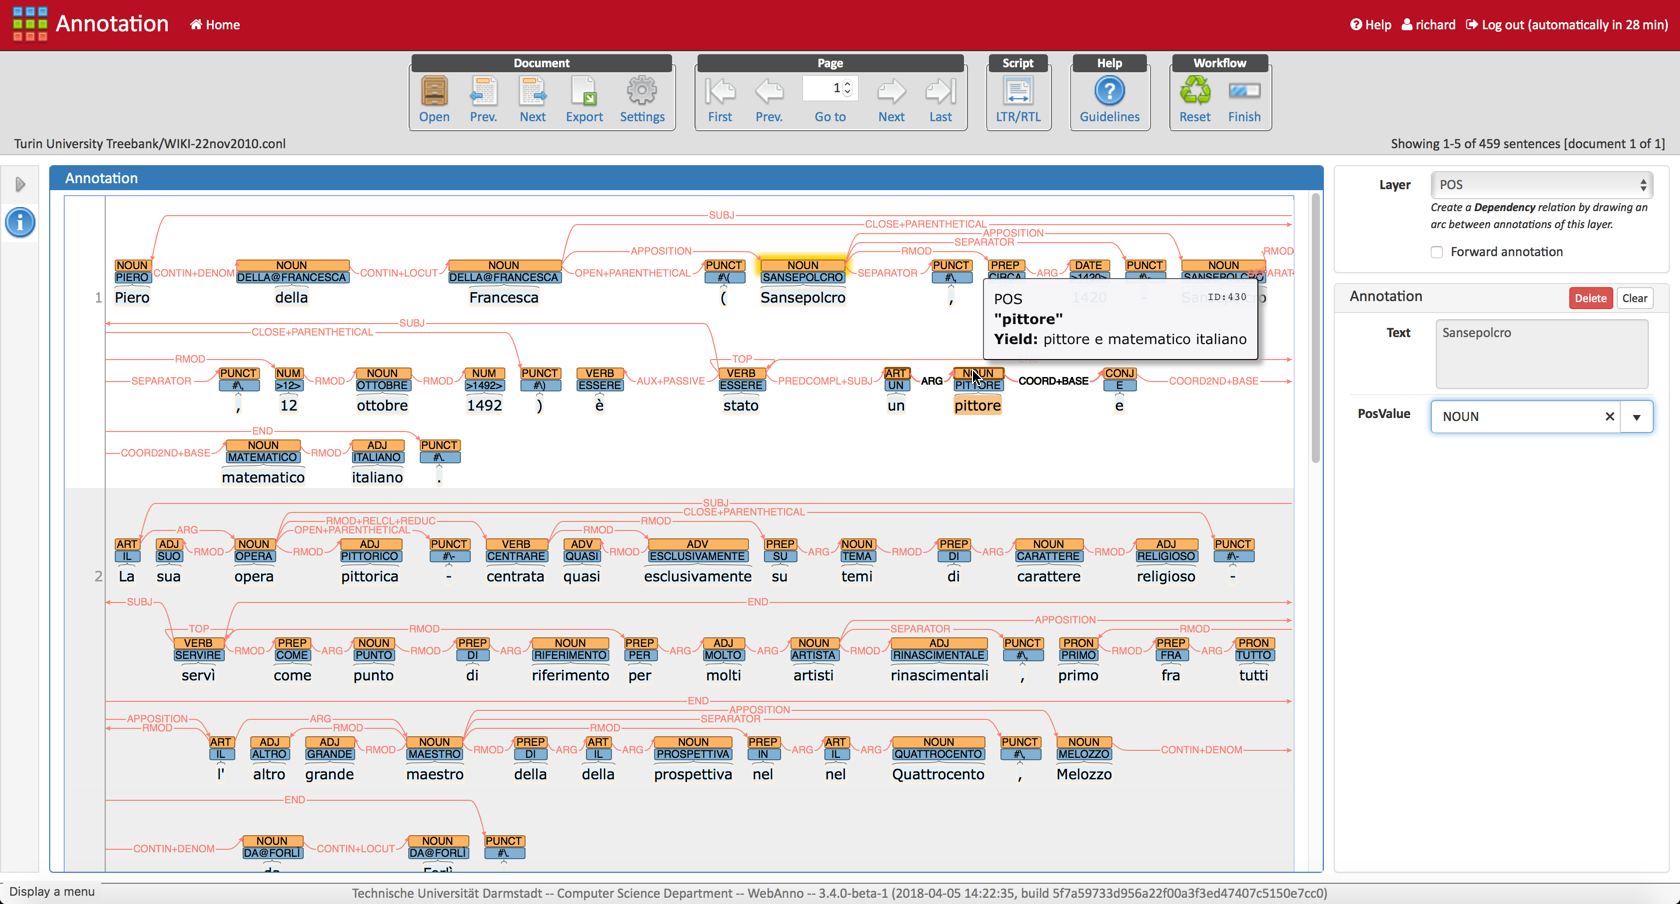 Annotation Home Help richard Log out (automatically in 28 min)
Document Page Script Help Workflow
1
Open Prev. Next Export Settings First Prev. Go to Next Last LTR/RTL Guidelines Reset Finish
Turin University Treebank/WIKI-22nov2010.conl Showing 1-5 of 459 sentences [document 1 of 1]
Annotation
SUBJ
CLOSE+PARENTHETICAL
APPOSITION
SEPARATOR
APPOSITION RMOD RMOD
NOUN NOUN NOUN PUNCT NOUN PUNCT PREP DATE PUNCT NOUN
PIERO CONTIN+DENOM DELLA@FRANCESCA CONTIN+LOCUT DELLA@FRANCESCA OPEN+PARENTHETICAL #\( SANSEPOLCRO SEPARATOR #\, ARG
1 Piero della Francesca ( Sansepolcro , 1420 -
POS ID:430
"pittore"
Yield: pittore e matematico italiano
SUBJ
CLOSE+PARENTHETICAL
RMOD TOP
PUNCT NUM NOUN NUM PUNCT VERB VERB ART NOUN CONJ
SEPARATOR #\, >12> RMOD OTTOBRE RMOD >1492> #\) ESSERE AUX+PASSIVE ESSERE PREDCOMPL+SUBJ UN ARG PITTORE COORD+BASE E COORD2ND+BASE
, 12 ottobre 1492 ) è stato un pittore e
END
NOUN ADJ PUNCT
COORD2ND+BASE MATEMATICO RMOD ITALIANO #\.
matematico italiano .
SUBJ
CLOSE+PARENTHETICAL
RMOD+RELCL+REDUC RMOD
ARG OPEN+PARENTHETICAL RMOD
ART ADJ NOUN ADJ PUNCT VERB ADV ADV PREP NOUN PREP NOUN ADJ PUNCT
IL SUO RMOD OPERA RMOD PITTORICO #\- CENTRARE QUASI RMOD ESCLUSIVAMENTE SU ARG TEMA RMOD DI ARG CARATTERE RMOD RELIGIOSO #\-
2 La sua opera pittorica - centrata quasi esclusivamente su temi di carattere religioso -
SUBJ END
APPOSITION
TOP RMOD SEPARATOR RMOD
VERB PREP NOUN PREP NOUN PREP ADJ NOUN ADJ PUNCT PRON PREP PRON
SERVIRE RMOD COME ARG PUNTO RMOD DI ARG RIFERIMENTO RMOD PER ARG MOLTO ARG ARTISTA RMOD RINASCIMENTALE #\, PRIMO RMOD FRA ARG TUTTO
servì come punto di riferimento per molti artisti rinascimentali , primo fra tutti
END
APPOSITION
APPOSITION ARG SEPARATOR
RMOD RMOD RMOD
ART ADJ ADJ NOUN PREP ART NOUN PREP ART NOUN PUNCT NOUN
IL ALTRO GRANDE RMOD MAESTRO RMOD DI ARG IL ARG PROSPETTIVA IN ARG IL ARG QUATTROCENTO #\, MELOZZO CONTIN+DENOM
l' altro grande maestro della della prospettiva nel nel Quattrocento , Melozzo
END
NOUN NOUN PUNCT
CONTIN+DENOM DA@FORLÌ CONTIN+LOCUT DA@FORLÌ #\.
Layer POS
Create a Dependency relation by drawing an
arc between annotations of this layer.
Forward annotation
Annotation Delete Clear
Text Sansepolcro
PosValue NOUN
Display a menu
Technische Universität Darmstadt -- Computer Science Department -- WebAnno -- 3.4.0-beta-1 (2018-04-05 14:22:35, build 5f7a59733d956a22f00a3f3ed47407c5150e7cc0)